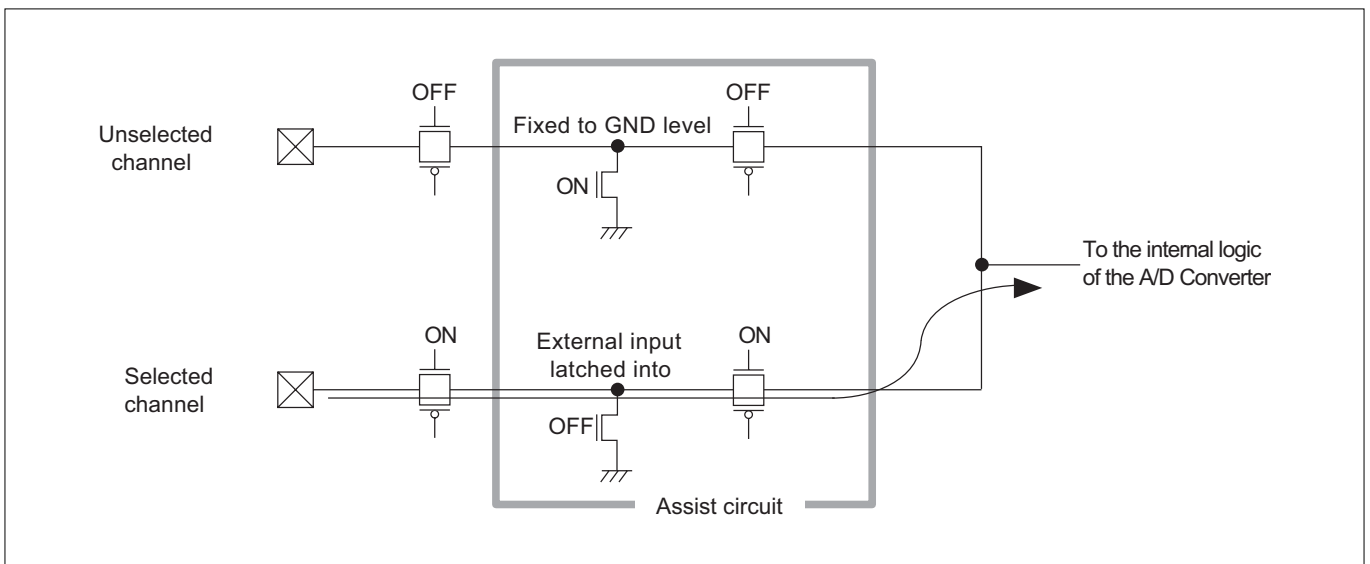 OFF
OFF
Unselected
channel
Fixed to GND level
ON
To the internal logic
of the A/D Converter
ON
External input
latched into
ON
Selected
channel
OFF
Assist circuit